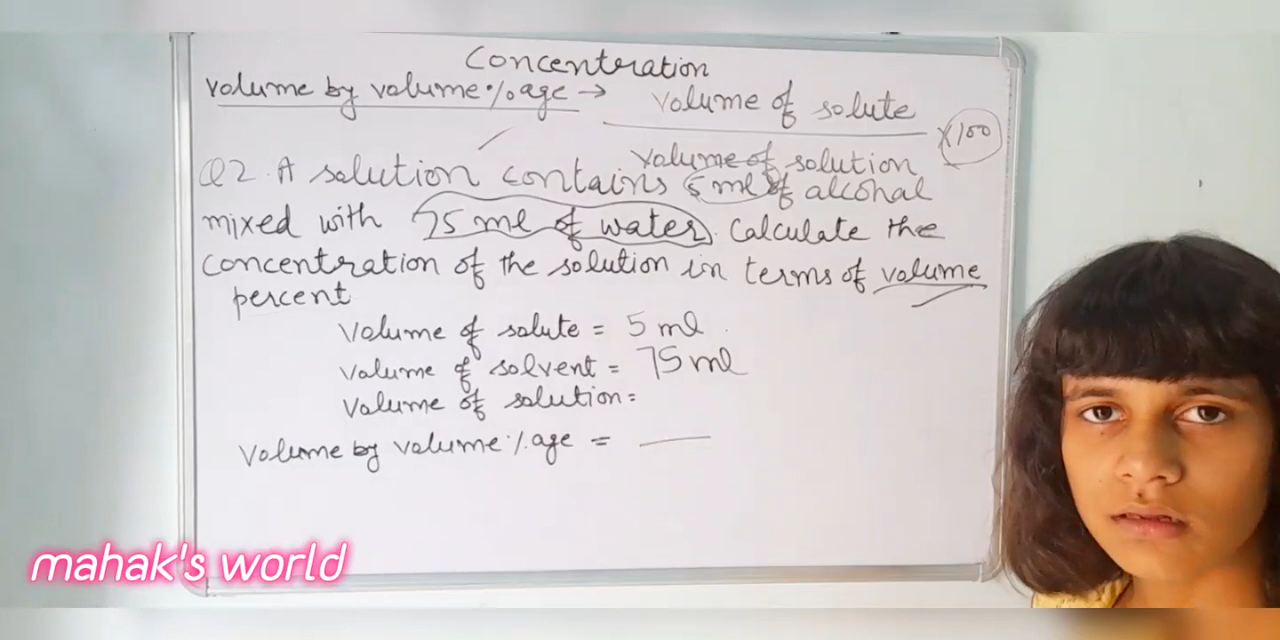 Concentration
volume by volume %age → volume of solute
volume of solution
×100
Q2. A solution contains 5 ml of alcohal
mixed with 75 ml of water. Calculate the
concentration of the solution in terms of volume
percent
Volume of solute = 5 ml.
Volume of solvent = 75 ml
Volume of solution =
Volume by volume %age = —
mahak's world